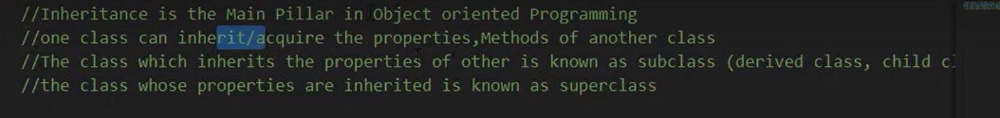 //Inheritance is the Main Pillar in Object oriented Programming
//one class can inherit/acquire the properties,Methods of another class
//The class which inherits the properties of other is known as subclass (derived class, child cl
//the class whose properties are inherited is known as superclass